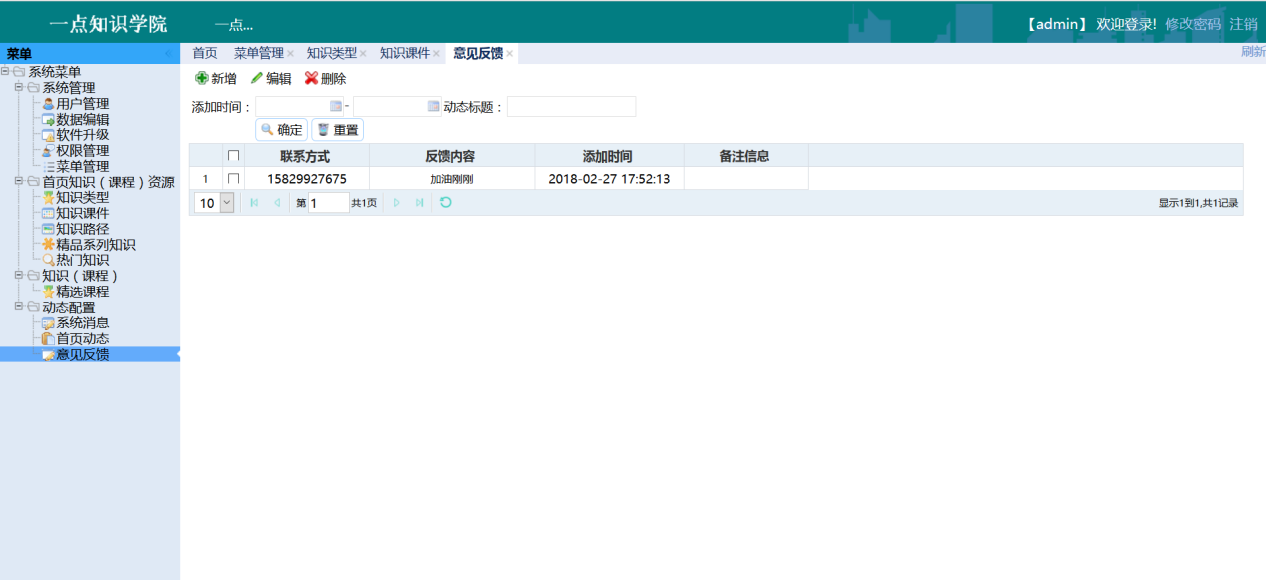 一点知识学院
一点...
【admin】 欢迎登录! 修改密码 注销
菜单
系统菜单
系统管理
用户管理
数据编辑
软件升级
权限管理
菜单管理
首页知识（课程）资源
知识类型
知识课件
知识路径
精品系列知识
热门知识
知识（课程）
精选课程
动态配置
系统消息
首页动态
意见反馈
首页 菜单管理 知识类型 知识课件 意见反馈
刷新
新增 编辑 删除
添加时间： - 动态标题：
确定 重置
联系方式 反馈内容 添加时间 备注信息
1 15829927675 加油刚刚 2018-02-27 17:52:13
10 第 1 共1页 显示1到1,共1记录